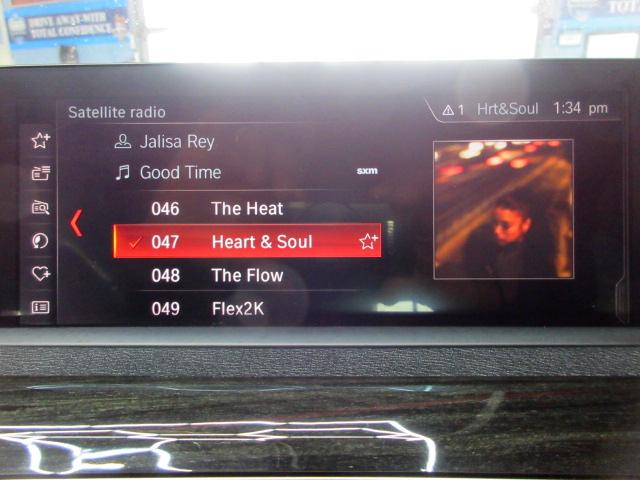 DRIVE AWAY WITH
TOTAL CONFIDENCE
Satellite radio
1 Hrt&Soul 1:34 pm
Jalisa Rey
Good Time
sxm
046 The Heat
047 Heart & Soul
048 The Flow
049 Flex2K
TOTAL